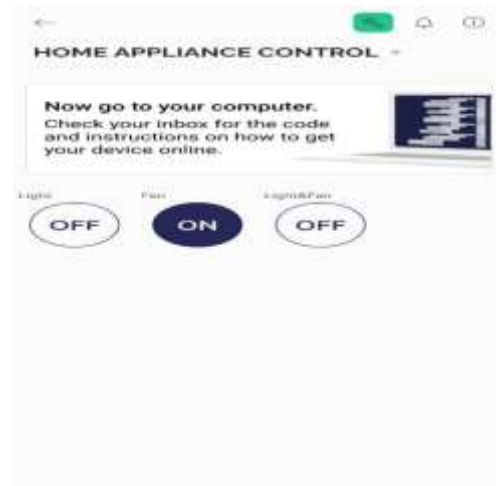 HOME APPLIANCE CONTROL
Now go to your computer.
Check your inbox for the code
and instructions on how to get
your device online.
Light Fan Light&Fan
OFF ON OFF